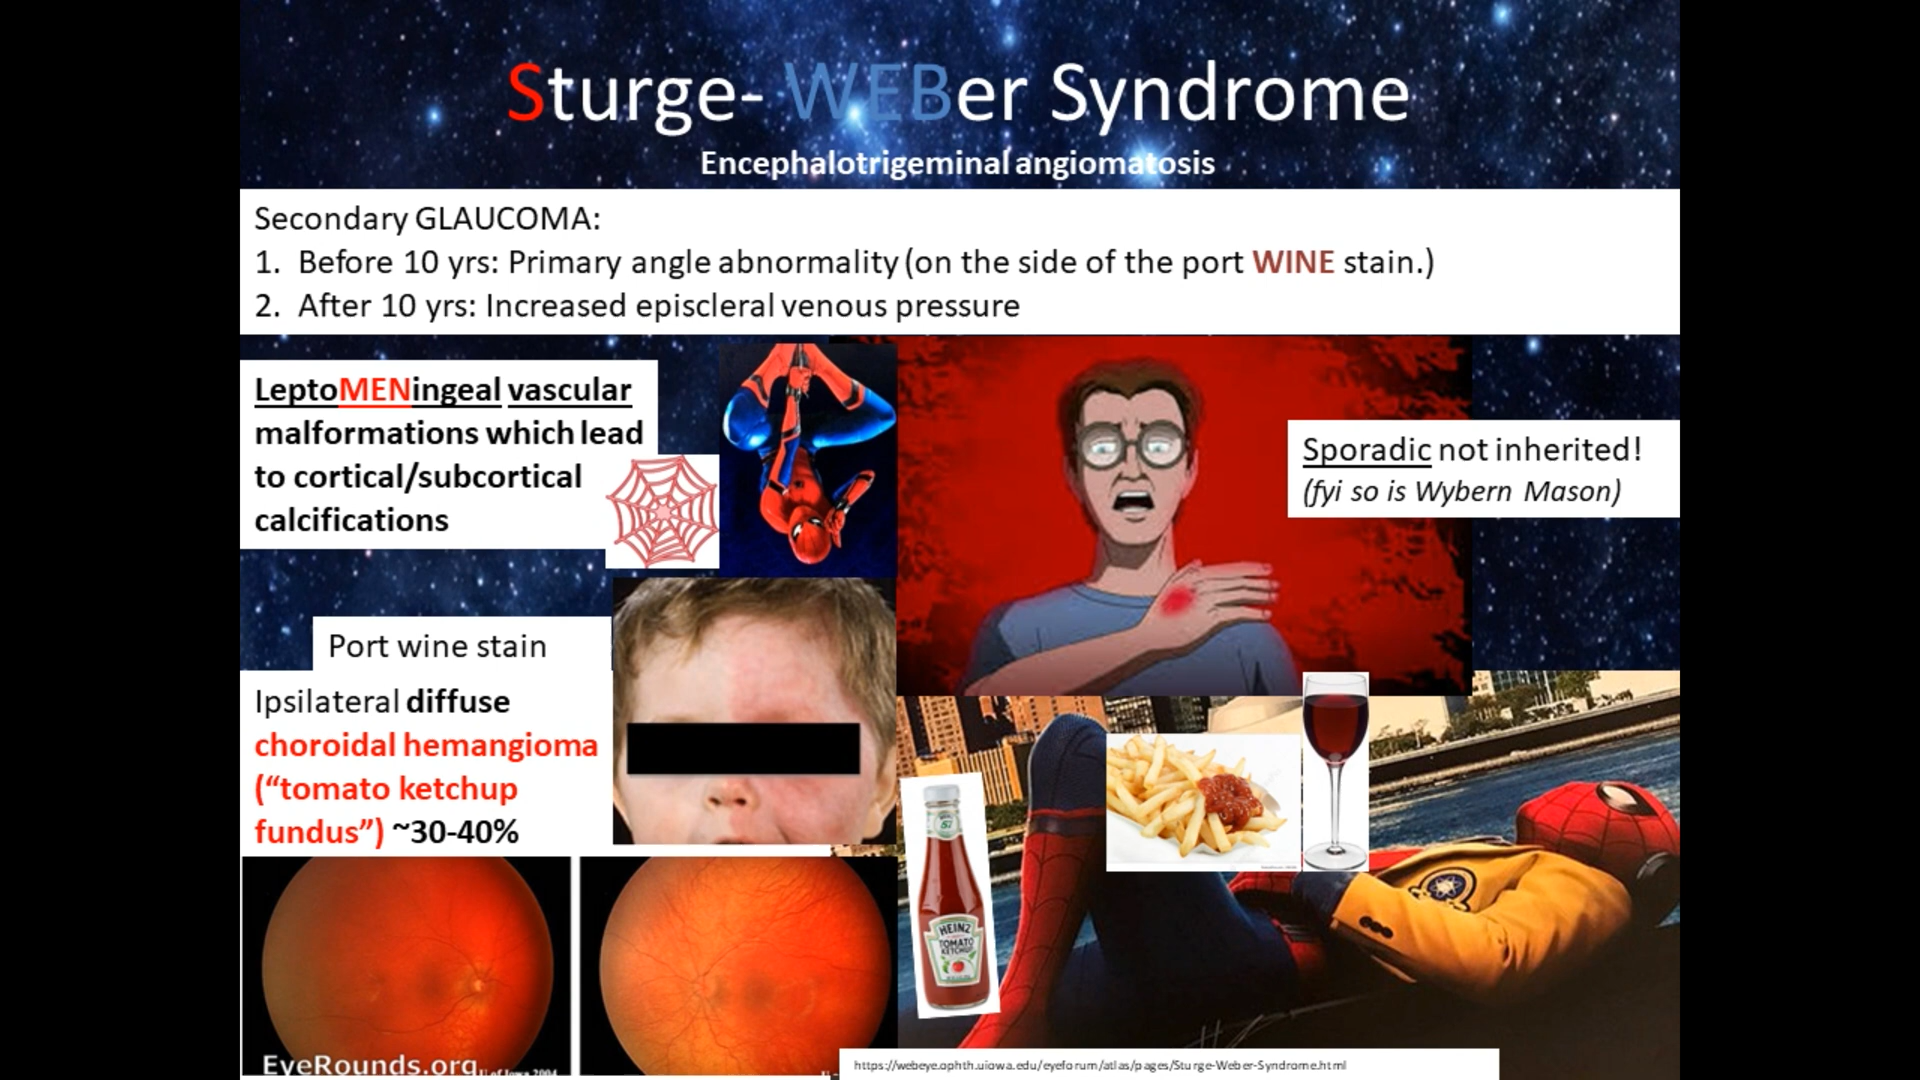 Sturge- WEBer Syndrome
Encephalotrigeminal angiomatosis
Secondary GLAUCOMA:
1. Before 10 yrs: Primary angle abnormality (on the side of the port WINE stain.)
2. After 10 yrs: Increased episcleral venous pressure
LeptoMENingeal vascular
malformations which lead
to cortical/subcortical
calcifications
Sporadic not inherited!
(fyi so is Wybern Mason)
Port wine stain
Ipsilateral diffuse
choroidal hemangioma
("tomato ketchup
fundus") ~30-40%
HEINZ
TOMATO
KETCHUP
EyeRounds.org
U of Iowa 2004
https://webeye.ophth.uiowa.edu/eyeforum/atlas/pages/Sturge-Weber-Syndrome.html